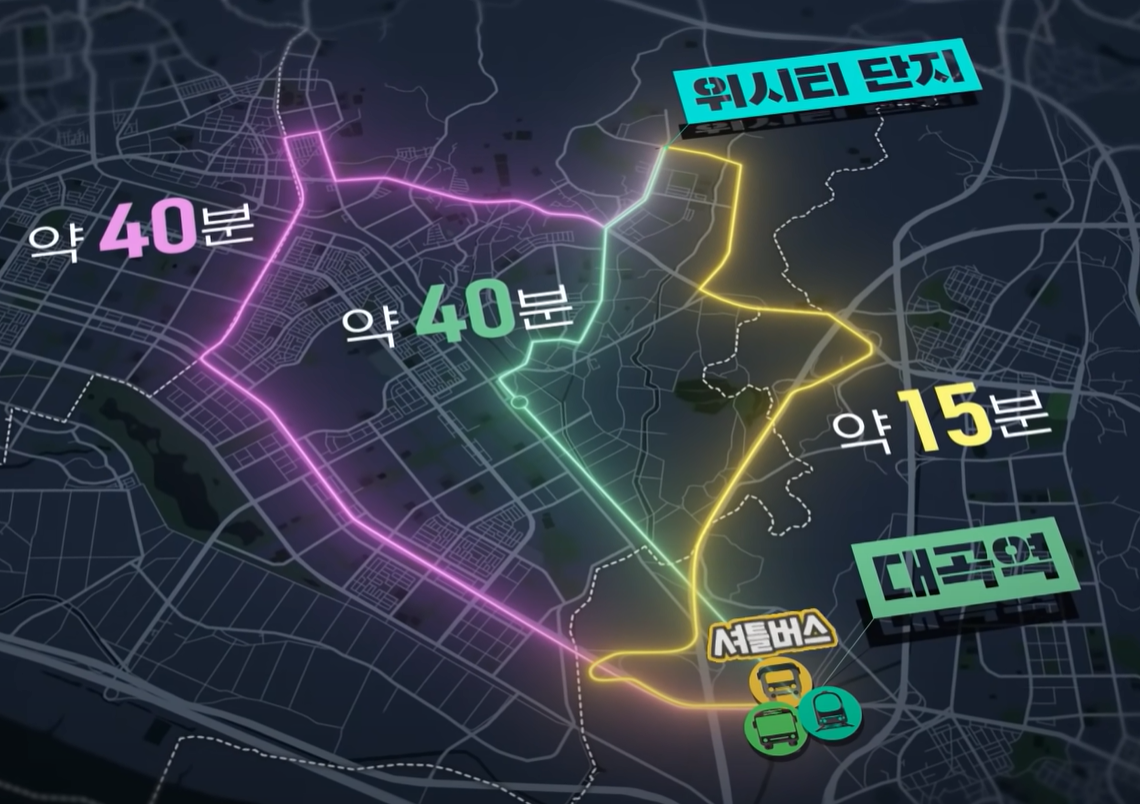 위시티 단지
약 40분
약 40분
약 15분
대곡역
셔틀버스